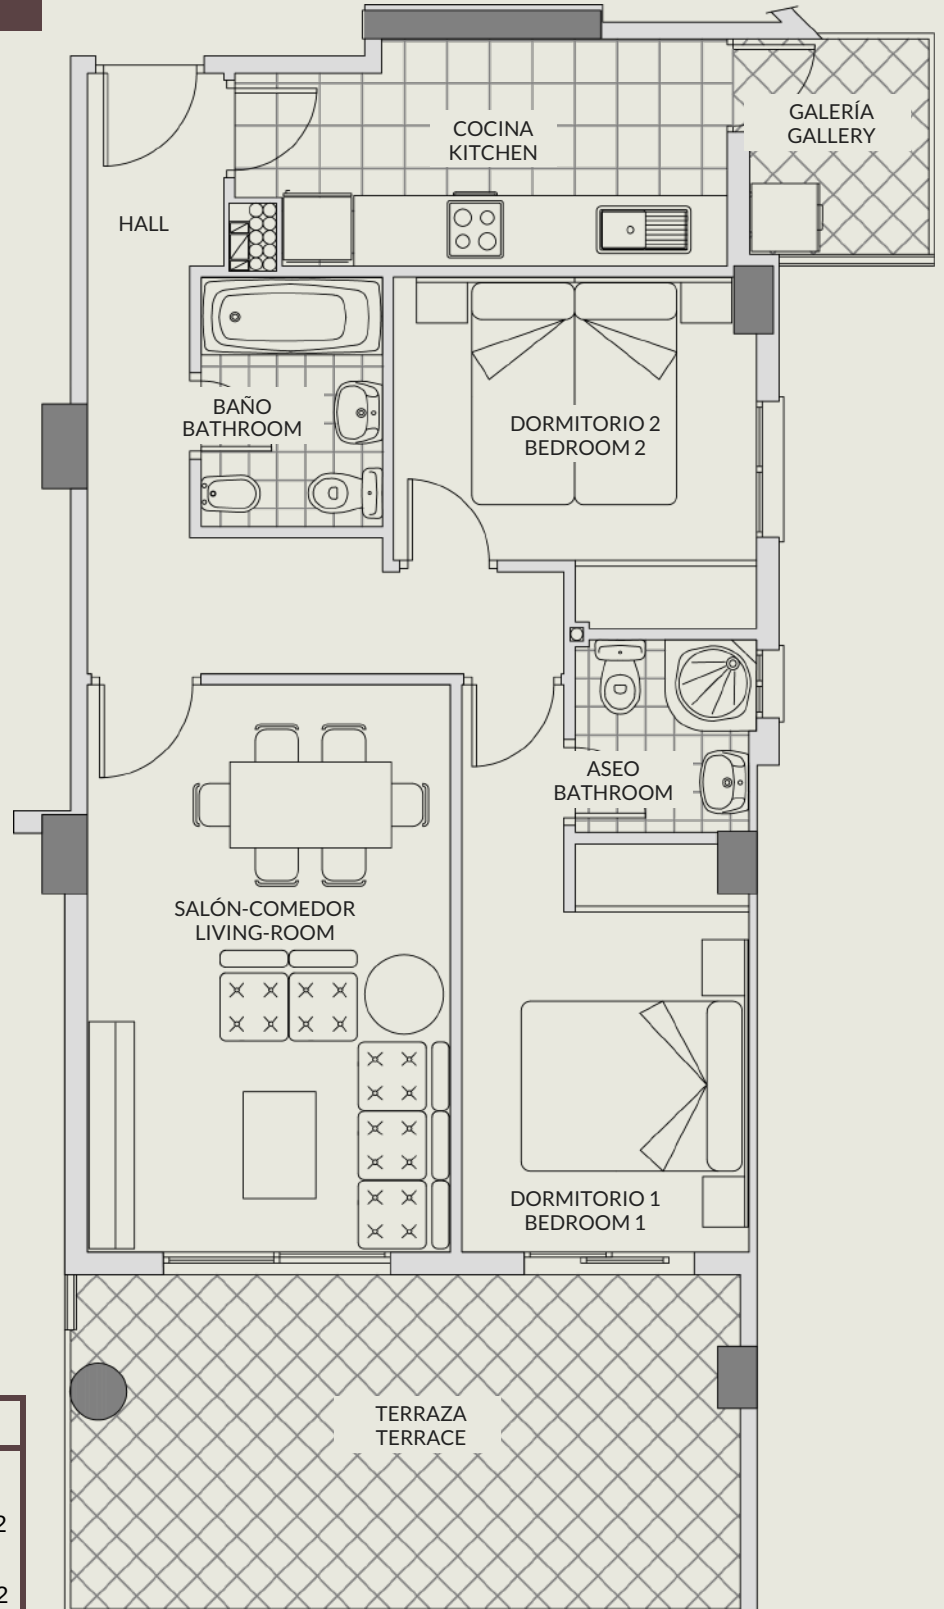 GALERÍA
GALLERY
COCINA
KITCHEN
HALL
BAÑO
BATHROOM
DORMITORIO 2
BEDROOM 2
ASEO
BATHROOM
SALÓN-COMEDOR
LIVING-ROOM
DORMITORIO 1
BEDROOM 1
TERRAZA
TERRACE
2
2